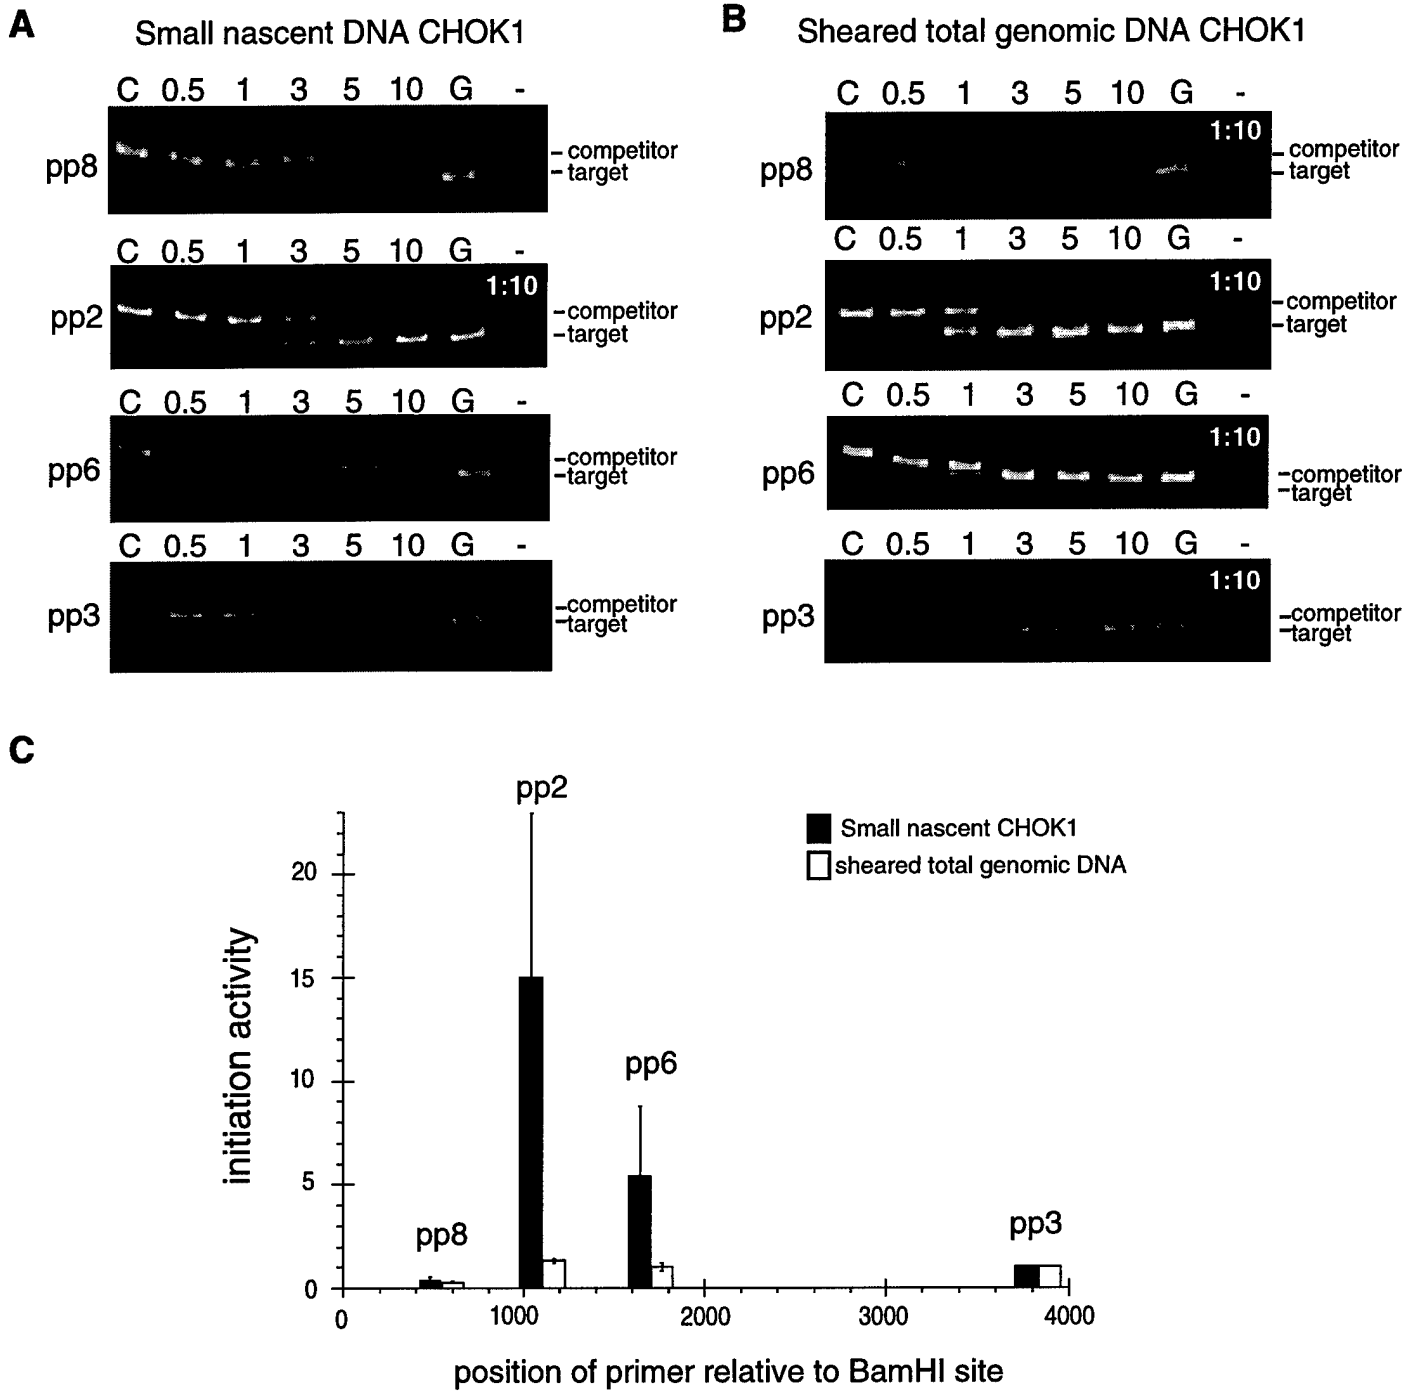 A
Small nascent DNA CHOK1
C 0.5 1 3 5 10 G -
pp8
– competitor
– target
C 0.5 1 3 5 10 G -
1:10
pp2
– competitor
– target
C 0.5 1 3 5 10 G -
pp6
– competitor
– target
C 0.5 1 3 5 10 G -
pp3
– competitor
– target
B
Sheared total genomic DNA CHOK1
C 0.5 1 3 5 10 G -
1:10
pp8
– competitor
– target
C 0.5 1 3 5 10 G -
1:10
pp2
– competitor
– target
C 0.5 1 3 5 10 G -
1:10
pp6
– competitor
– target
C 0.5 1 3 5 10 G -
1:10
pp3
– competitor
– target
C
pp2
Small nascent CHOK1
sheared total genomic DNA
20
15
10
5
0
initiation activity
pp6
pp8
pp3
0 1000 2000 3000 4000
position of primer relative to BamHI site